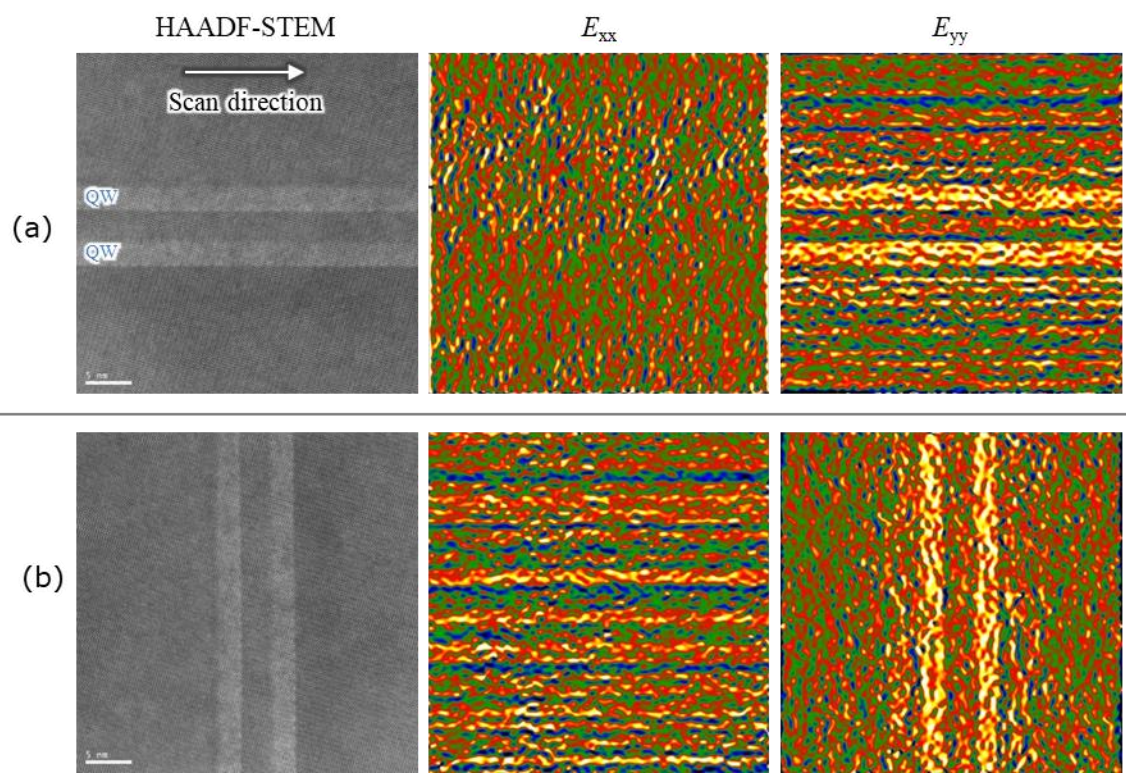 HAADF-STEM
Exx
Eyy
Scan direction
QW
QW
(a)
5 nm
(b)
5 nm